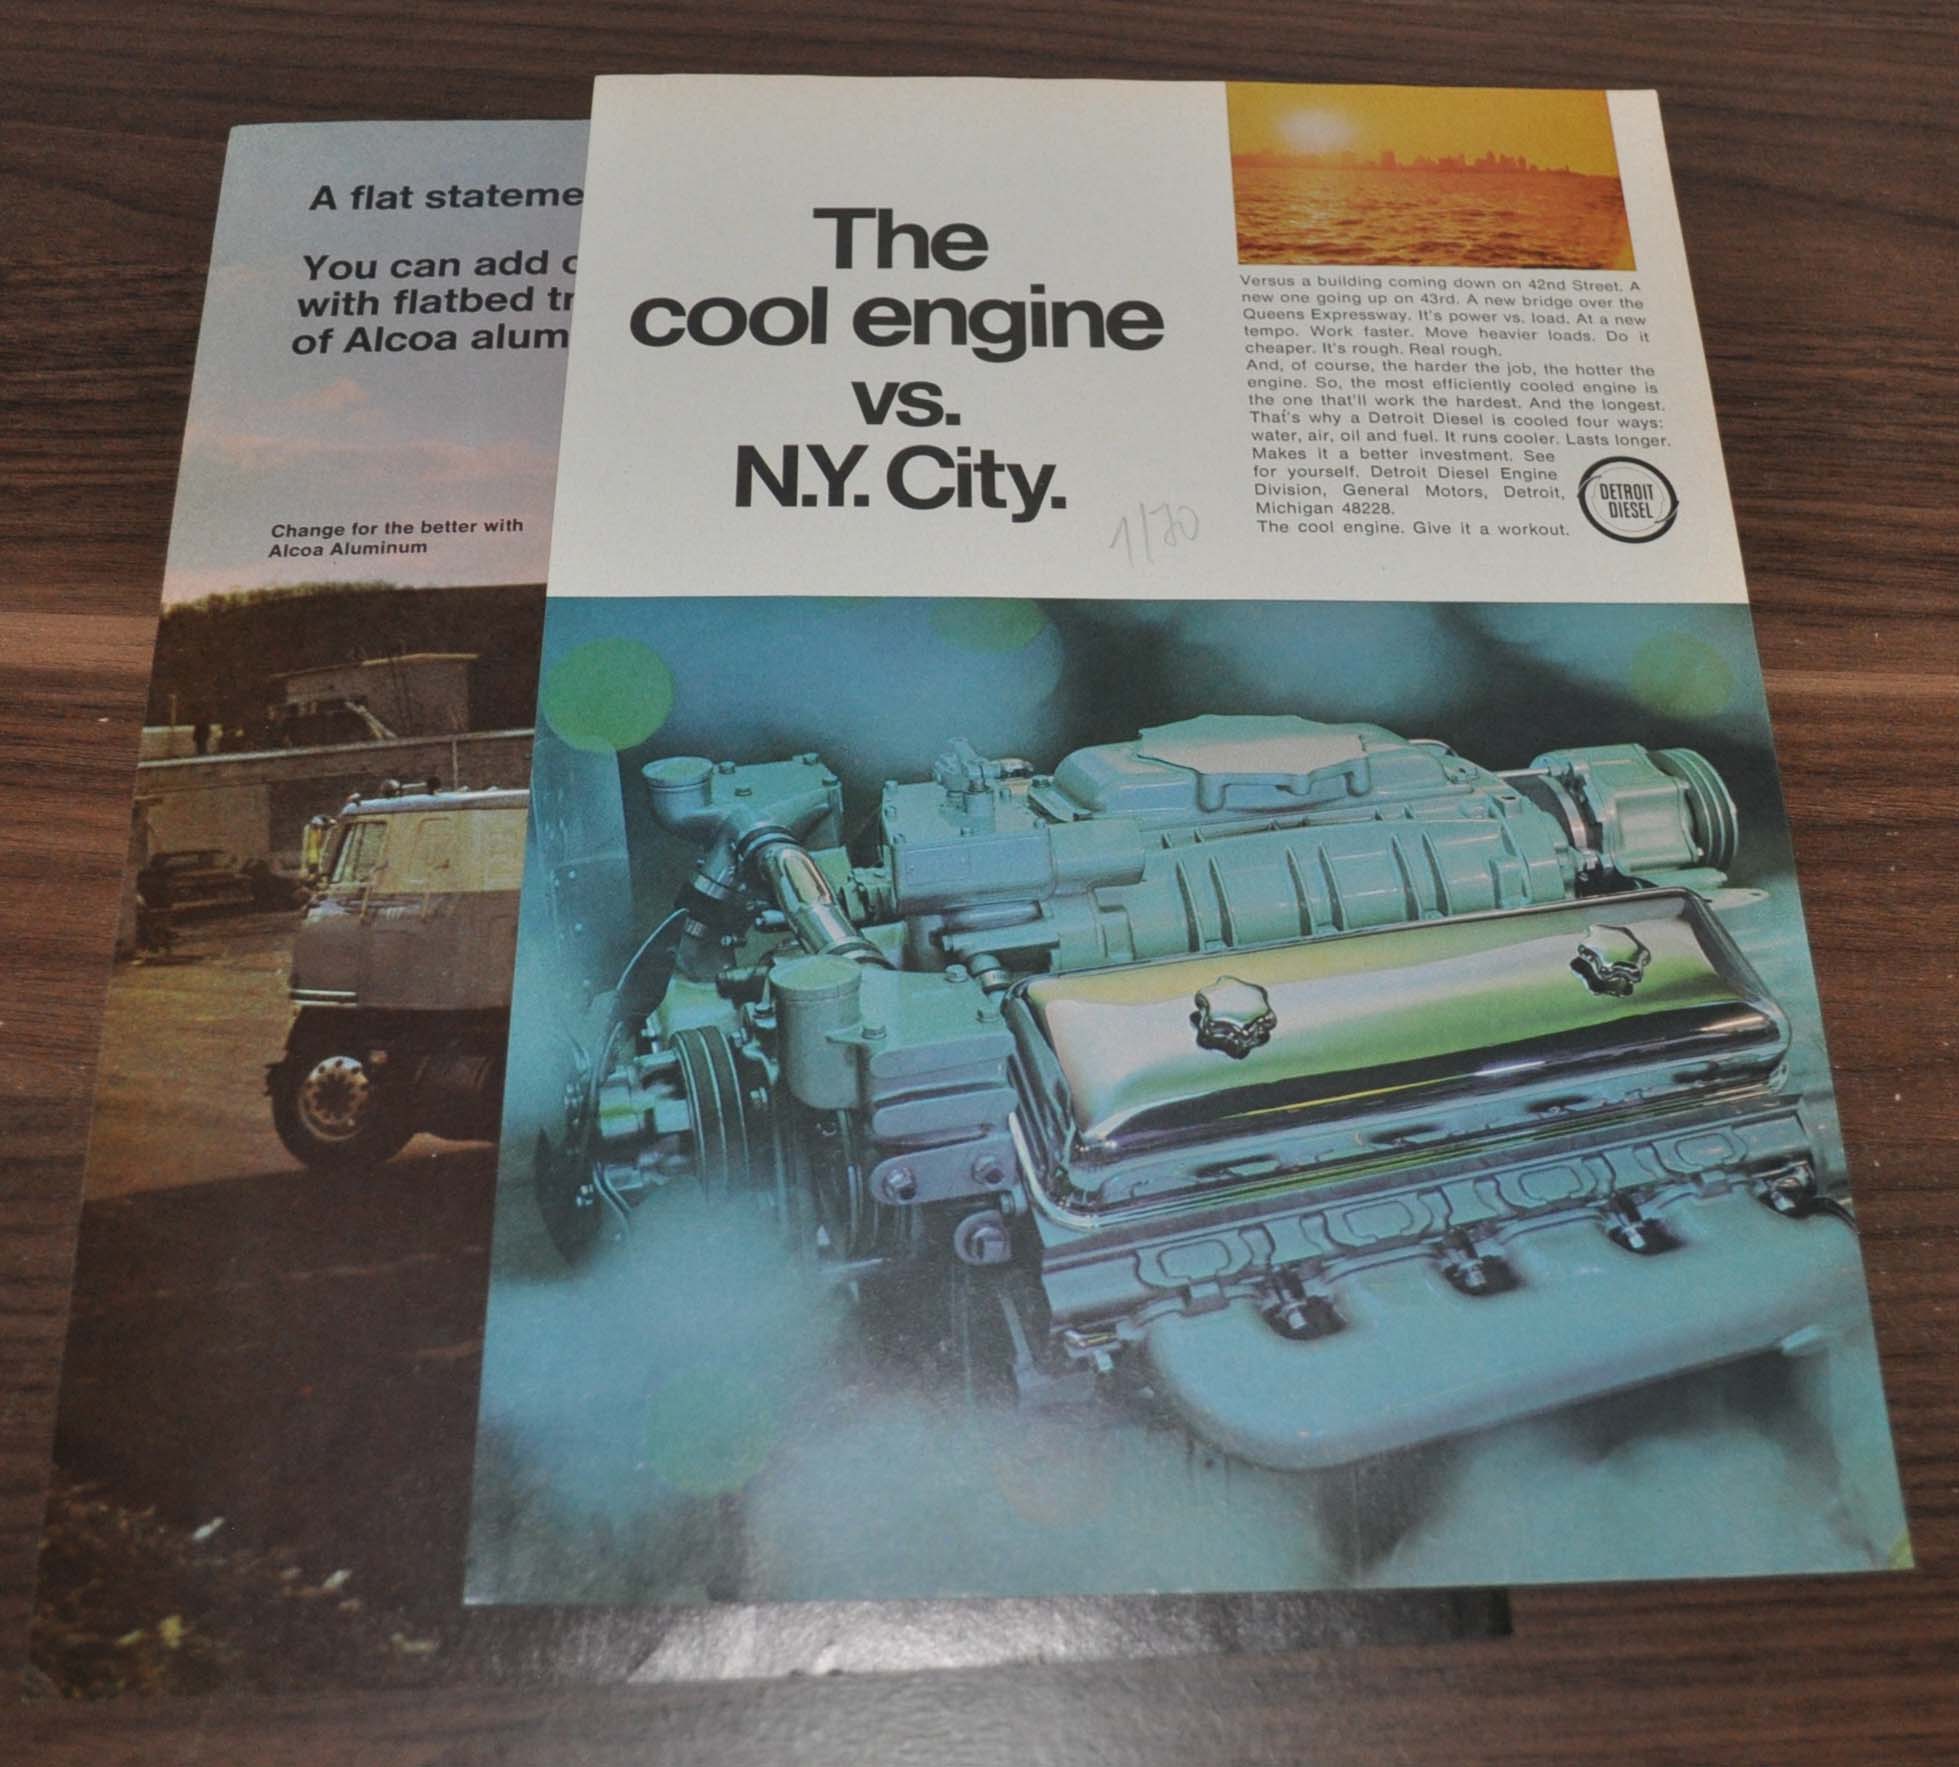 A flat stateme
You can add
with flatbed tr
of Alcoa alum
Change for the better with
Alcoa Aluminum
The
cool engine
vs.
N.Y. City.
1/70
Versus a building coming down on 42nd Street. A
new one going up on 43rd. A new bridge over the
Queens Expressway. It's power vs. load. At a new
tempo. Work faster. Move heavier loads. Do it
cheaper. It's rough. Real rough.
And, of course, the harder the job, the hotter the
engine. So, the most efficiently cooled engine is
the one that'll work the hardest. And the longest.
That's why a Detroit Diesel is cooled four ways:
water, air, oil and fuel. It runs cooler. Lasts longer.
Makes it a better investment. See
for yourself. Detroit Diesel Engine
Division, General Motors, Detroit,
Michigan 48228.
The cool engine. Give it a workout.
DETROIT
DIESEL